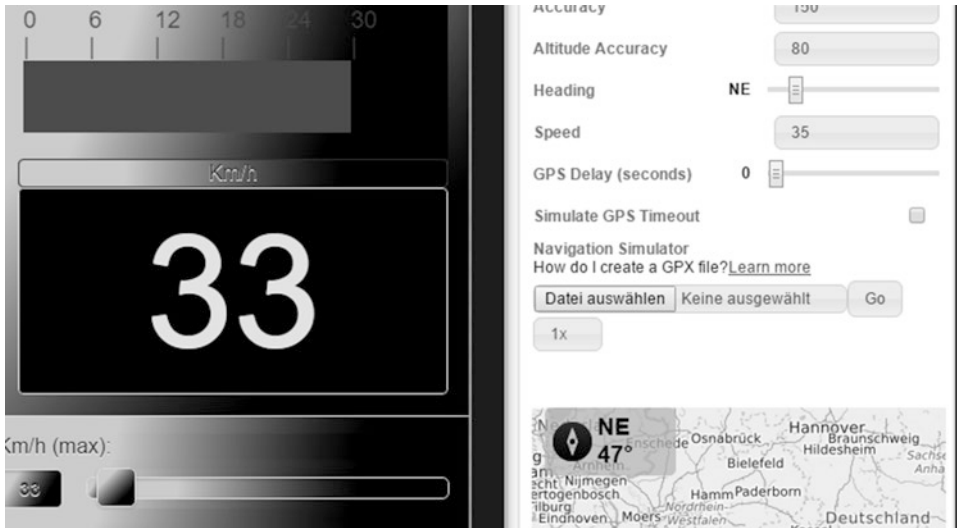 0 6 12 18 24 30
Km/h
33
Km/h (max):
33
Accuracy 150
Altitude Accuracy 80
Heading NE
Speed 35
GPS Delay (seconds) 0
Simulate GPS Timeout
Navigation Simulator
How do I create a GPX file?Learn more
Datei auswählen Keine ausgewählt Go
1x
NE
47°
Hannover
Enschede Osnabrück Braunschweig
Hildesheim
Arnhem Bielefeld
Nijmegen
Hamm Paderborn
Eindhoven Moers Nordrhein-
Westfalen Deutschland